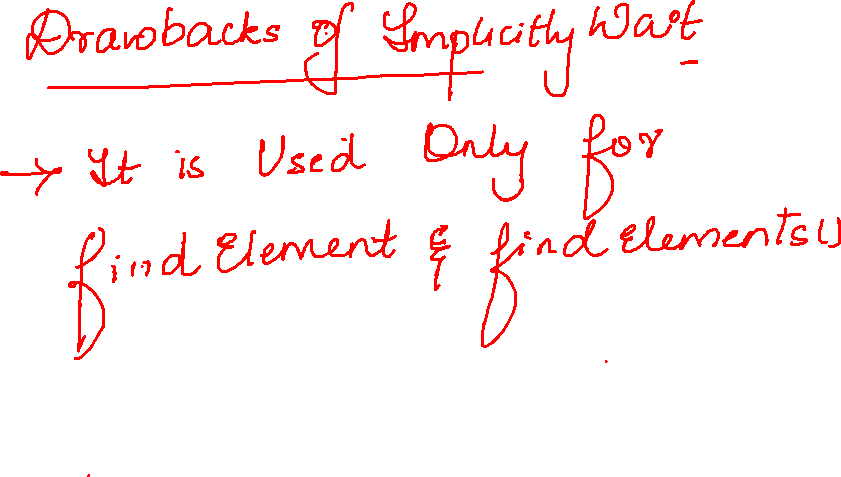 Drawbacks of Implicitly Wait
→ It is Used Only for
find Element & find Elements()